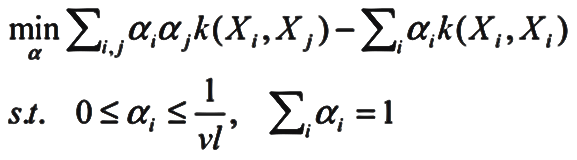 min_α ∑_{i,j} α_i α_j k(X_i, X_j) − ∑_i α_i k(X_i, X_i)
s.t. 0 ≤ α_i ≤ 1/(νl), ∑_i α_i = 1